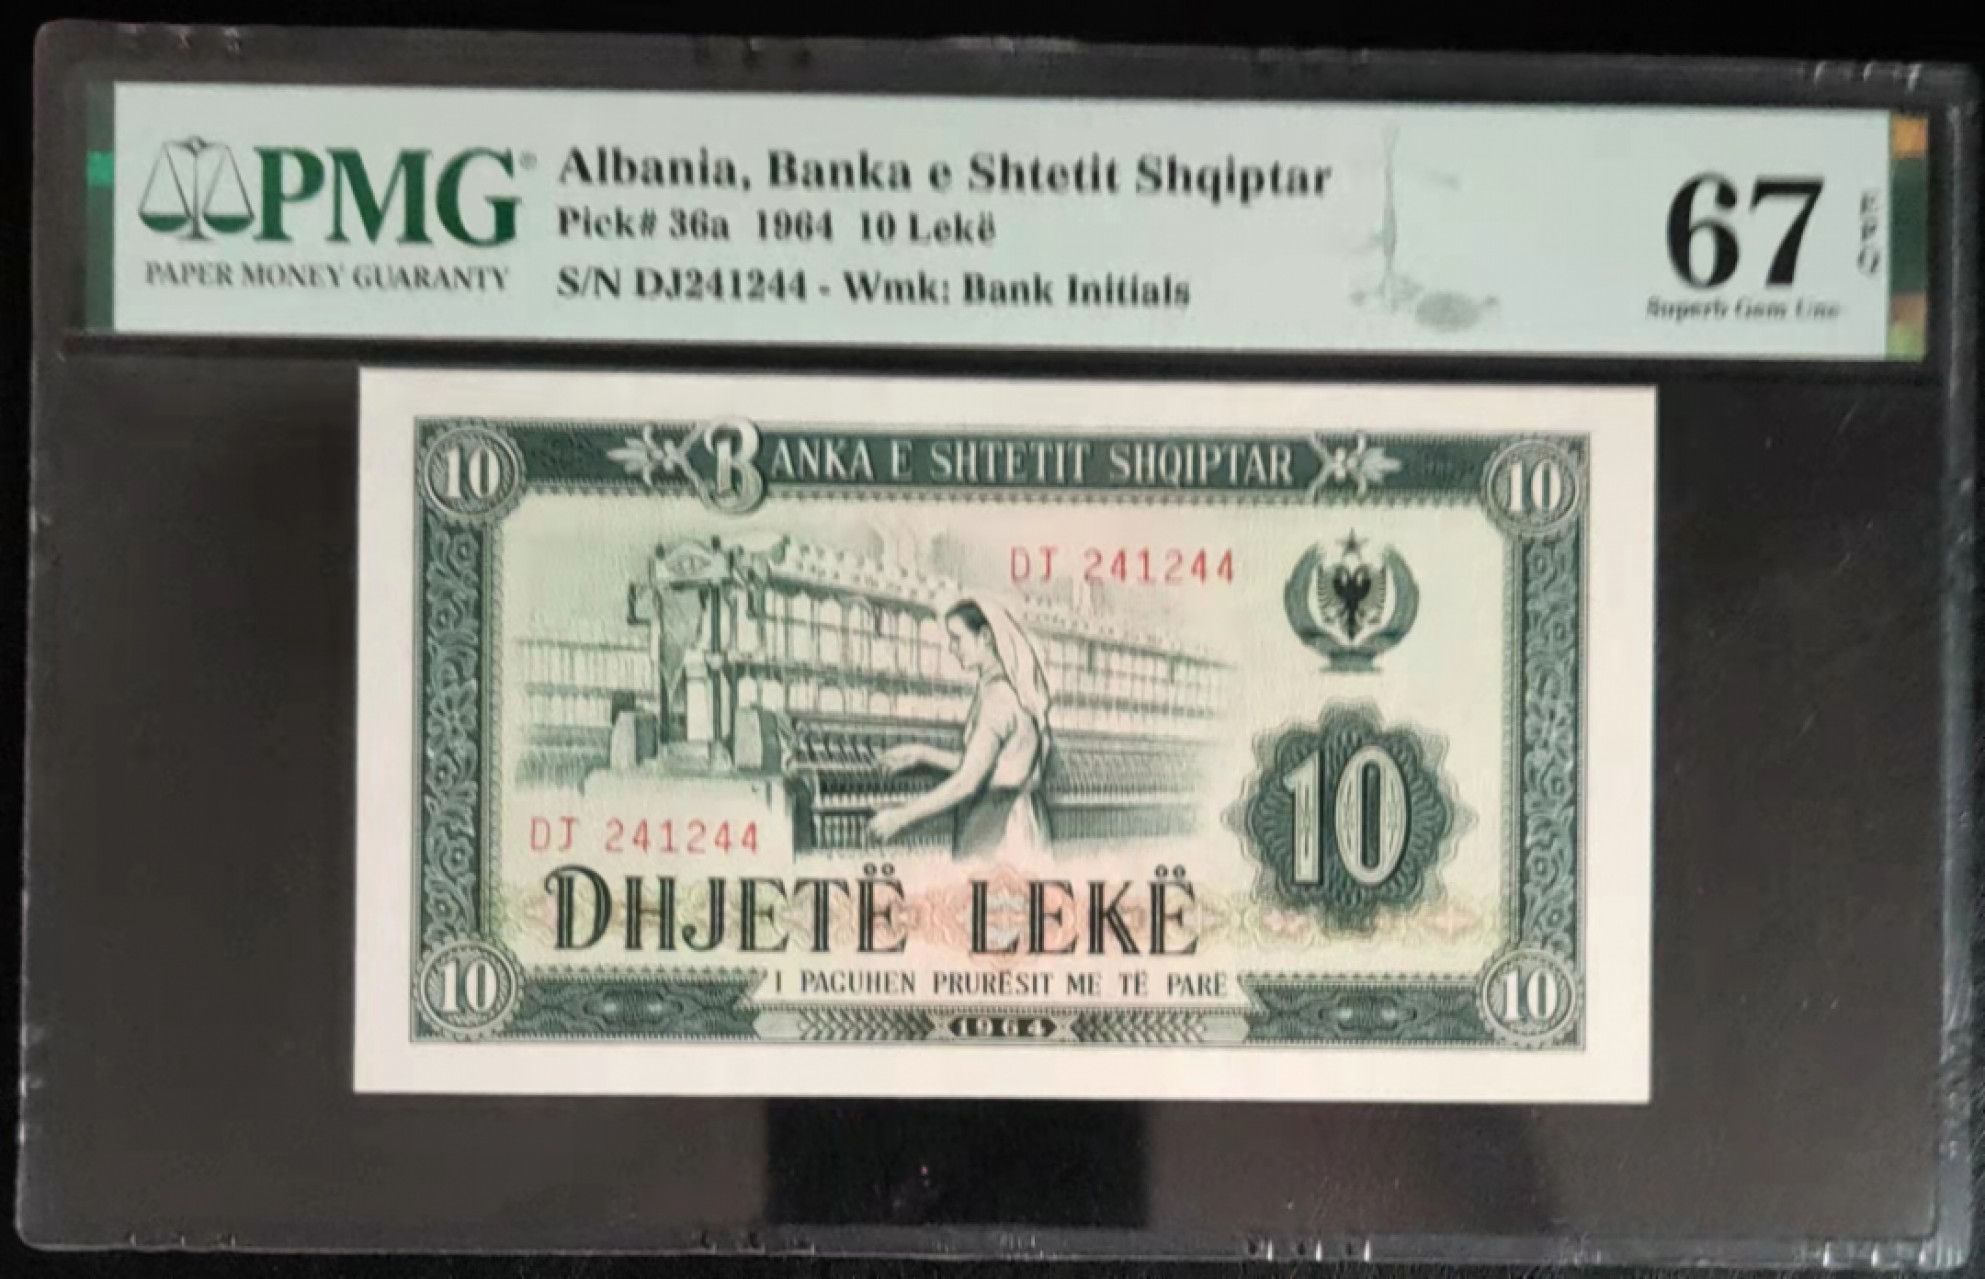 PMG®
PAPER MONEY GUARANTY
Albania, Banka e Shtetit Shqiptar
Pick# 36a 1964 10 Lekë
S/N DJ241244 - Wmk: Bank Initials
67
EPQ
Superb Gem Unc
10
BANKA E SHTETIT SHQIPTAR
10
DJ 241244
10
DJ 241244
DHJETË LEKË
10
I PAGUHEN PRURËSIT ME TË PARË
10
1964